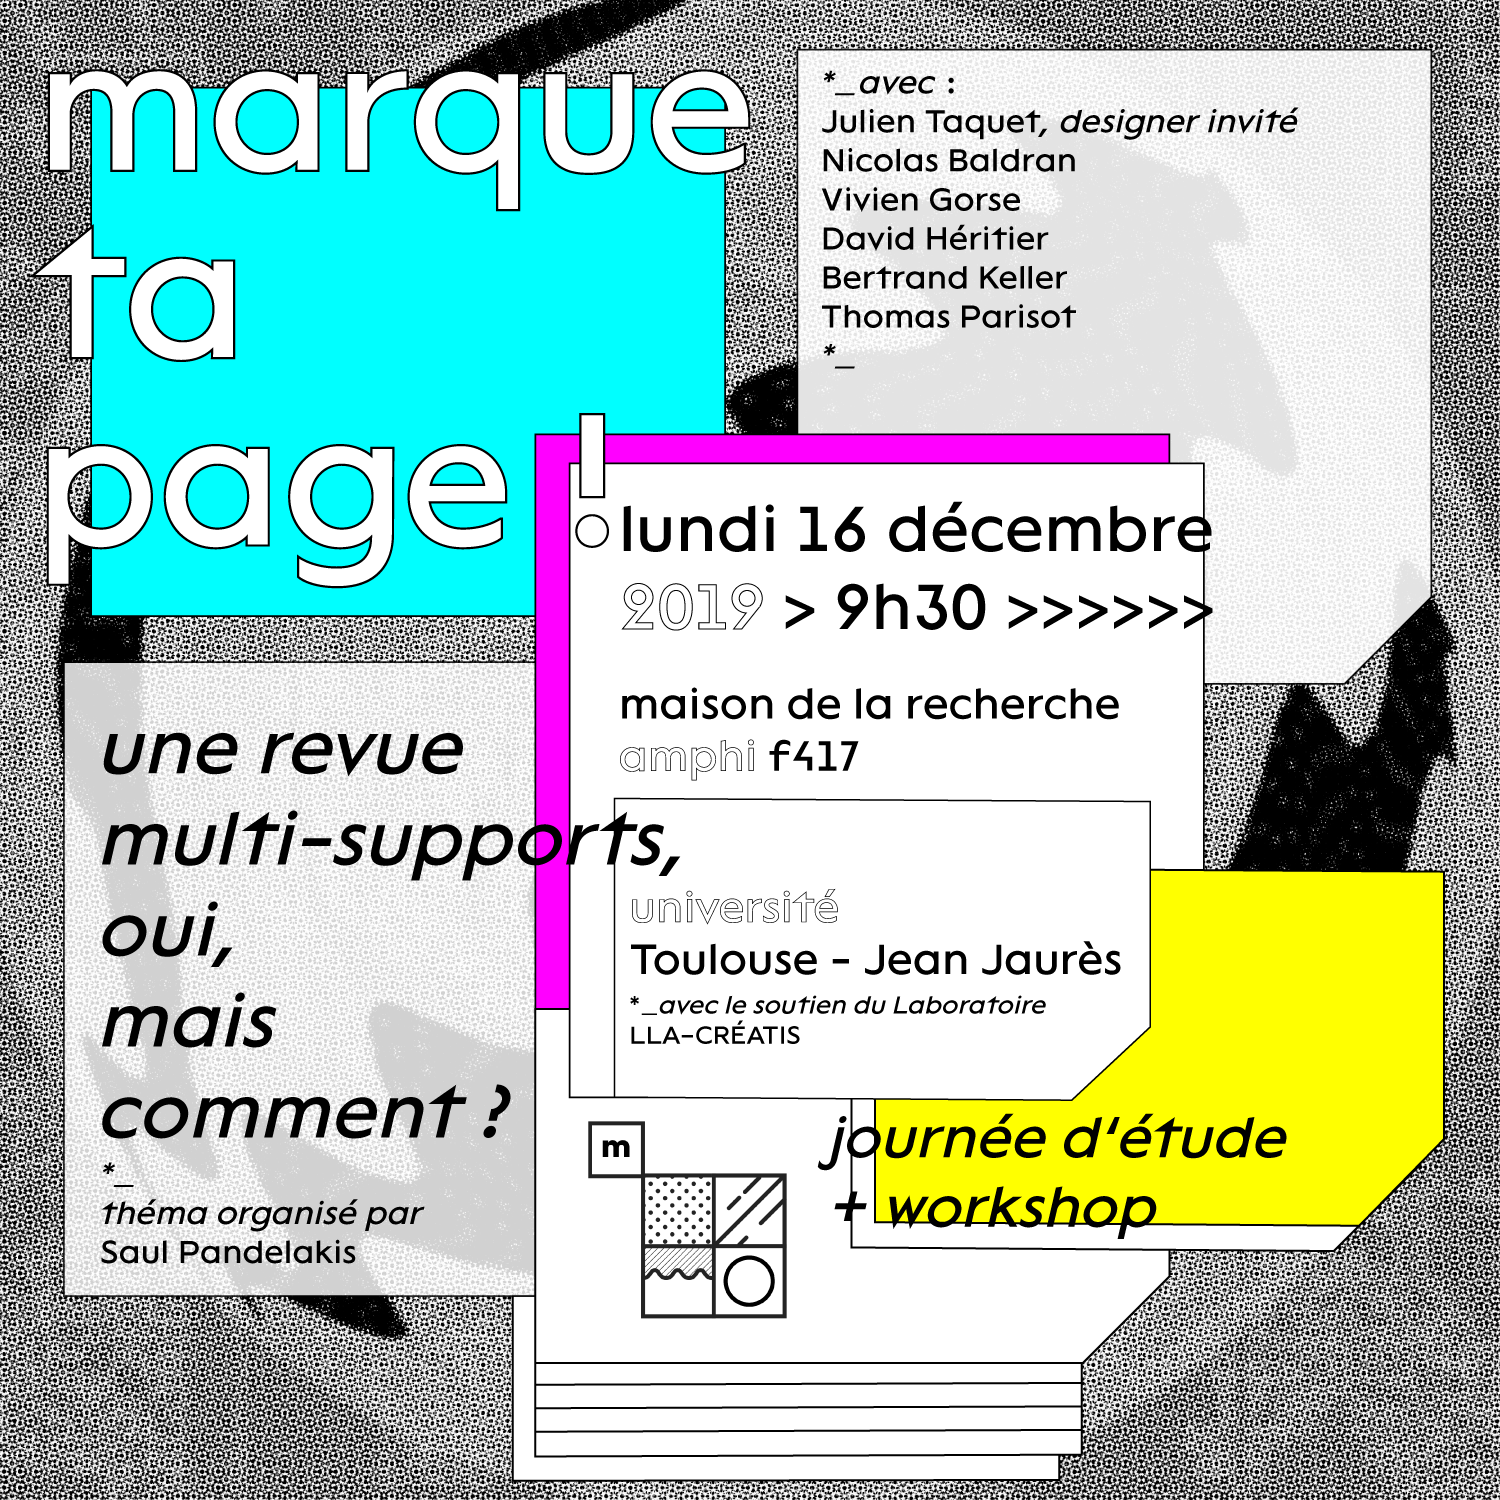 marque
ta
page !
*_avec :
Julien Taquet, designer invité
Nicolas Baldran
Vivien Gorse
David Héritier
Bertrand Keller
Thomas Parisot
*_
lundi 16 décembre
2019 > 9h30 >>>>>>
maison de la recherche
amphi f417
université
Toulouse - Jean Jaurès
*_avec le soutien du Laboratoire
LLA-CRÉATIS
une revue
multi-supports,
oui,
mais
comment ?
*_
théma organisé par
Saul Pandelakis
m
journée d'étude
+ workshop